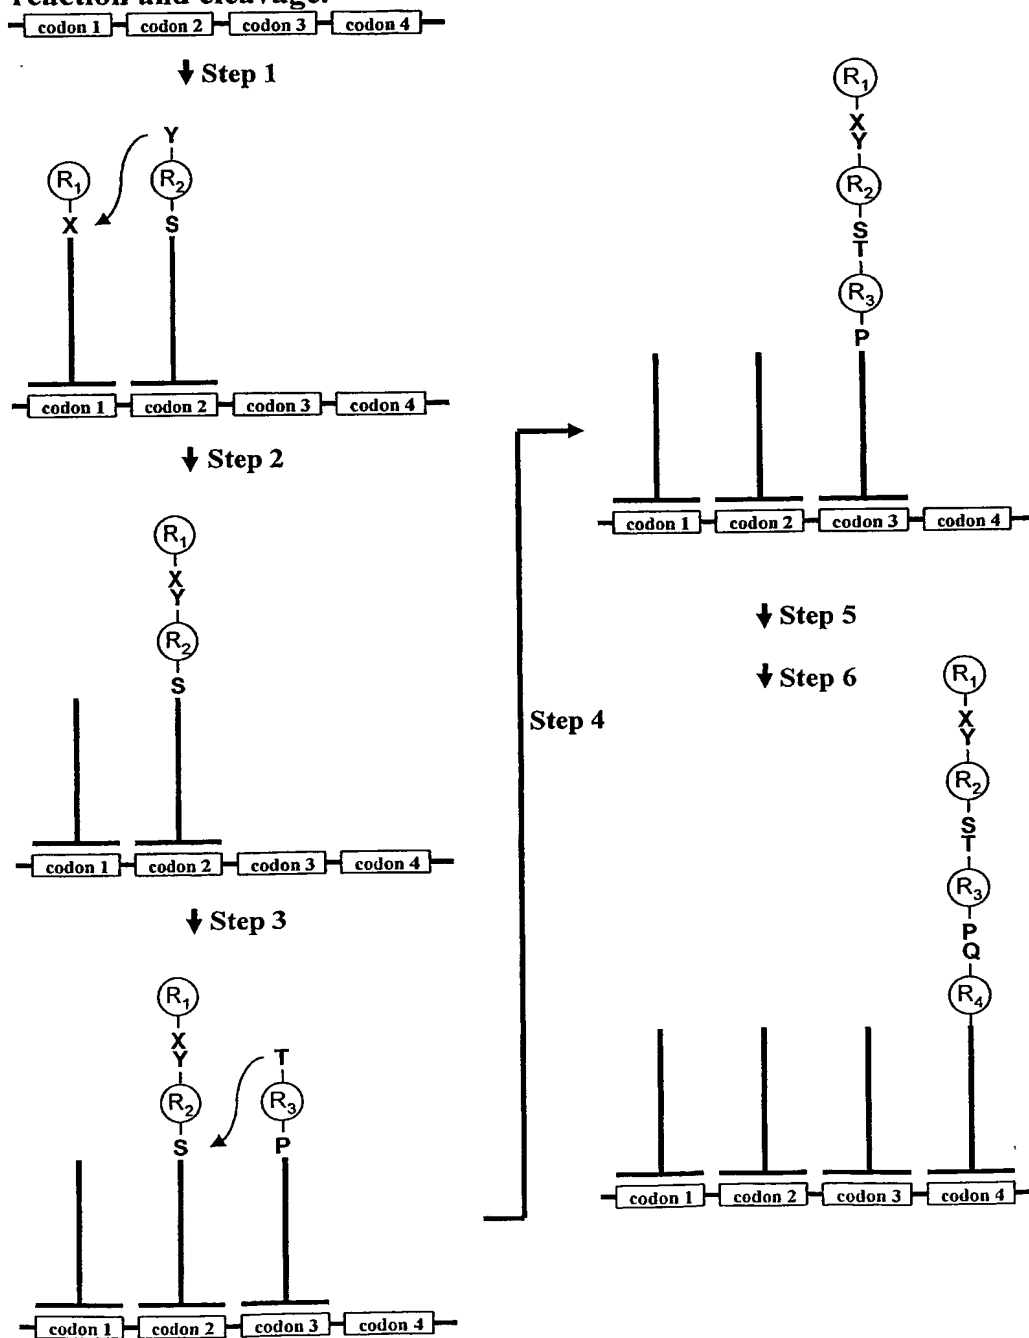 reaction and cleavage.
codon 1 codon 2 codon 3 codon 4
Step 1
Y
R1 R2
X S
codon 1 codon 2 codon 3 codon 4
Step 2
R1
X
Y
R2
S
codon 1 codon 2 codon 3 codon 4
Step 3
R1
X
Y T
R2 R3
S P
codon 1 codon 2 codon 3 codon 4
Step 4
R1
X
Y
R2
S
T
R3
P
codon 1 codon 2 codon 3 codon 4
Step 5
Step 6
R1
X
Y
R2
S
T
R3
P
Q
R4
codon 1 codon 2 codon 3 codon 4